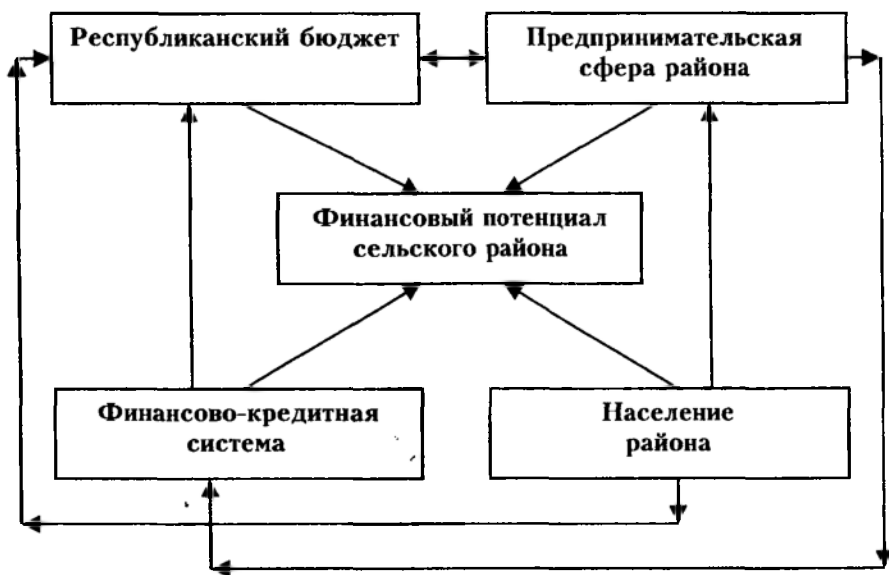 Республиканский бюджет
Предпринимательская
сфера района
Финансовый потенциал
сельского района
Финансово-кредитная
система
Население
района